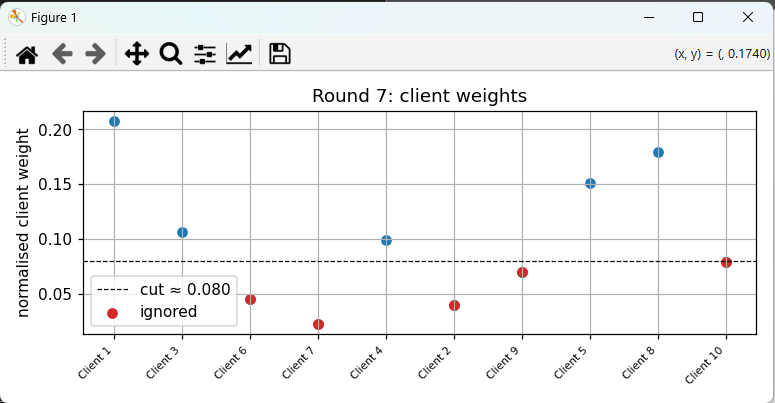 Figure 1
(x, y) = (, 0.1740)
Round 7: client weights
normalised client weight
0.20
0.15
0.10
0.05
cut ≈ 0.080
ignored
Client 1
Client 3
Client 6
Client 7
Client 4
Client 2
Client 9
Client 5
Client 8
Client 10